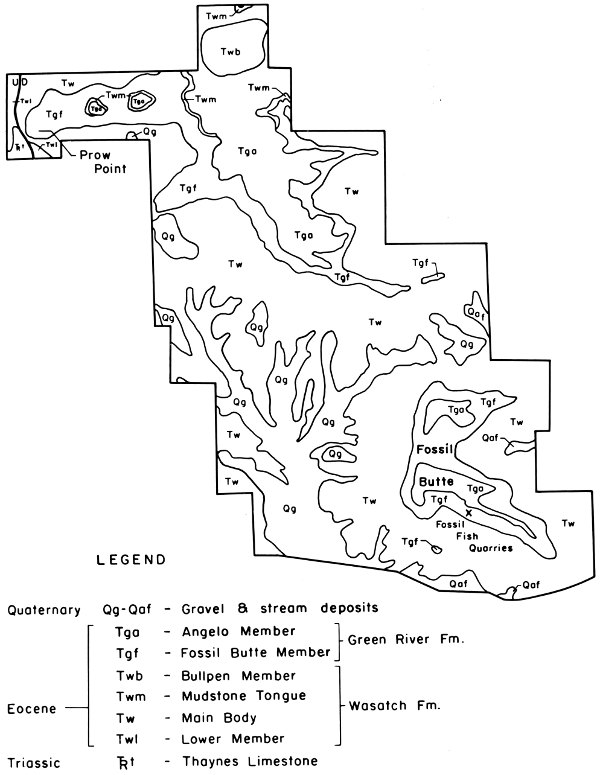 Twm
Twb
U D
Tw
Twl
Twm
Tga
Tga
Twm
Twm
Tgf
Qg
Tga
Prow
Point
Ꞧt
Twl
Tgf
Tw
Qg
Tga
Tw
Tgf
Tgf
Qaf
Qg
Qg
Tw
Qg
Qg
Tga
Tgf
Qg
Qg
Tw
Tw
Qaf
Fossil
Qg
Tw
Butte
Tga
Tgf
Qg
Tw
x
Fossil
Fish
Quarries
Tw
Tgf
Qaf
Qaf
LEGEND
Quaternary Qg-Qaf - Gravel & stream deposits
Tga - Angelo Member
Tgf - Fossil Butte Member
Green River Fm.
Eocene
Twb - Bullpen Member
Twm - Mudstone Tongue
Tw - Main Body
Twl - Lower Member
Wasatch Fm.
Triassic Ꞧt - Thaynes Limestone